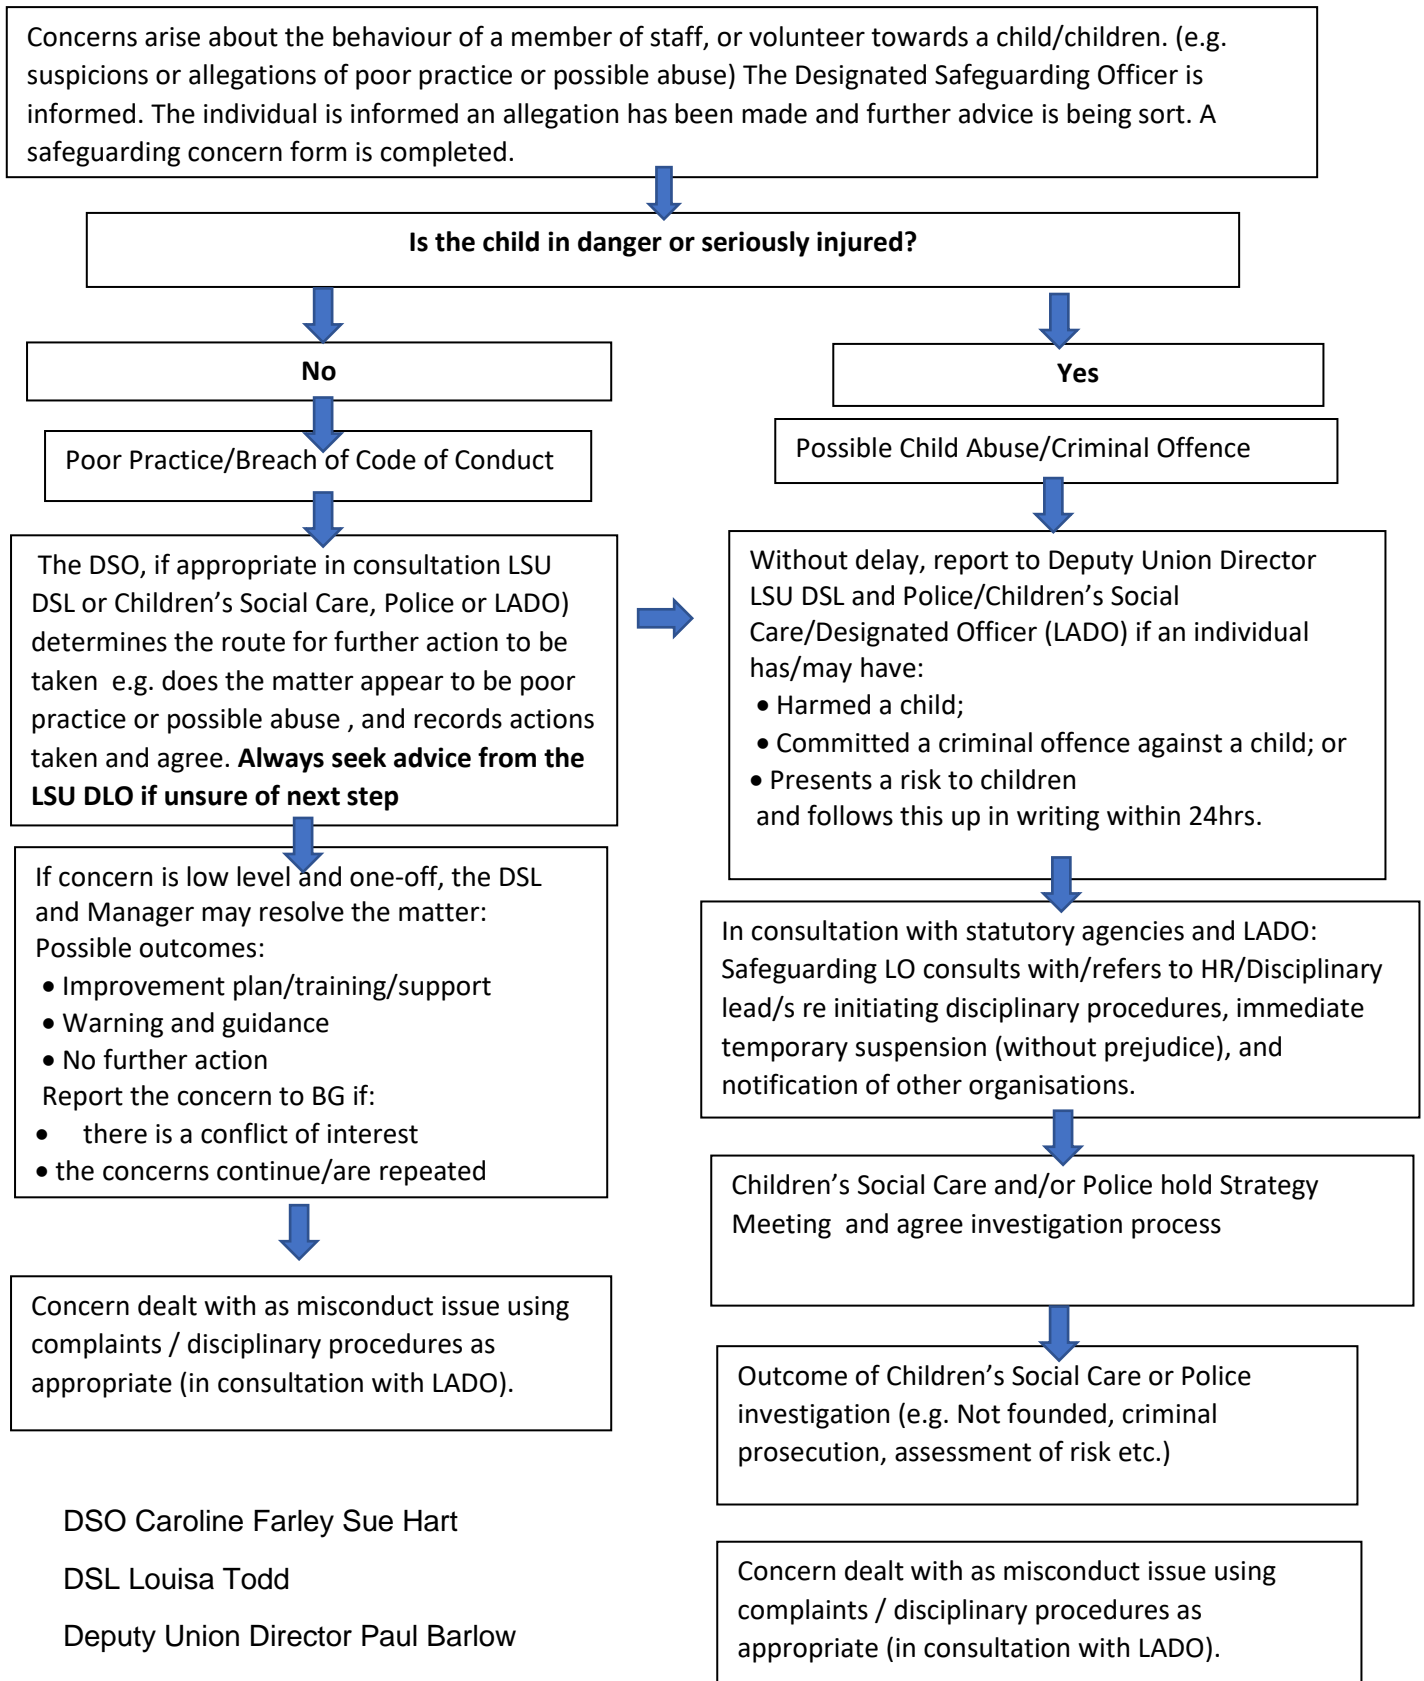 Concerns arise about the behaviour of a member of staff, or volunteer towards a child/children. (e.g.
suspicions or allegations of poor practice or possible abuse) The Designated Safeguarding Officer is
informed. The individual is informed an allegation has been made and further advice is being sort. A
safeguarding concern form is completed.
Is the child in danger or seriously injured?
No
Poor Practice/Breach of Code of Conduct
The DSO, if appropriate in consultation LSU
DSL or Children’s Social Care, Police or LADO)
determines the route for further action to be
taken e.g. does the matter appear to be poor
practice or possible abuse , and records actions
taken and agree. Always seek advice from the
LSU DLO if unsure of next step
If concern is low level and one-off, the DSL
and Manager may resolve the matter:
Possible outcomes:
• Improvement plan/training/support
• Warning and guidance
• No further action
Report the concern to BG if:
• there is a conflict of interest
• the concerns continue/are repeated
Concern dealt with as misconduct issue using
complaints / disciplinary procedures as
appropriate (in consultation with LADO).
Yes
Possible Child Abuse/Criminal Offence
Without delay, report to Deputy Union Director
LSU DSL and Police/Children’s Social
Care/Designated Officer (LADO) if an individual
has/may have:
• Harmed a child;
• Committed a criminal offence against a child; or
• Presents a risk to children
and follows this up in writing within 24hrs.
In consultation with statutory agencies and LADO:
Safeguarding LO consults with/refers to HR/Disciplinary
lead/s re initiating disciplinary procedures, immediate
temporary suspension (without prejudice), and
notification of other organisations.
Children’s Social Care and/or Police hold Strategy
Meeting and agree investigation process
Outcome of Children’s Social Care or Police
investigation (e.g. Not founded, criminal
prosecution, assessment of risk etc.)
Concern dealt with as misconduct issue using
complaints / disciplinary procedures as
appropriate (in consultation with LADO).
DSO Caroline Farley Sue Hart
DSL Louisa Todd
Deputy Union Director Paul Barlow